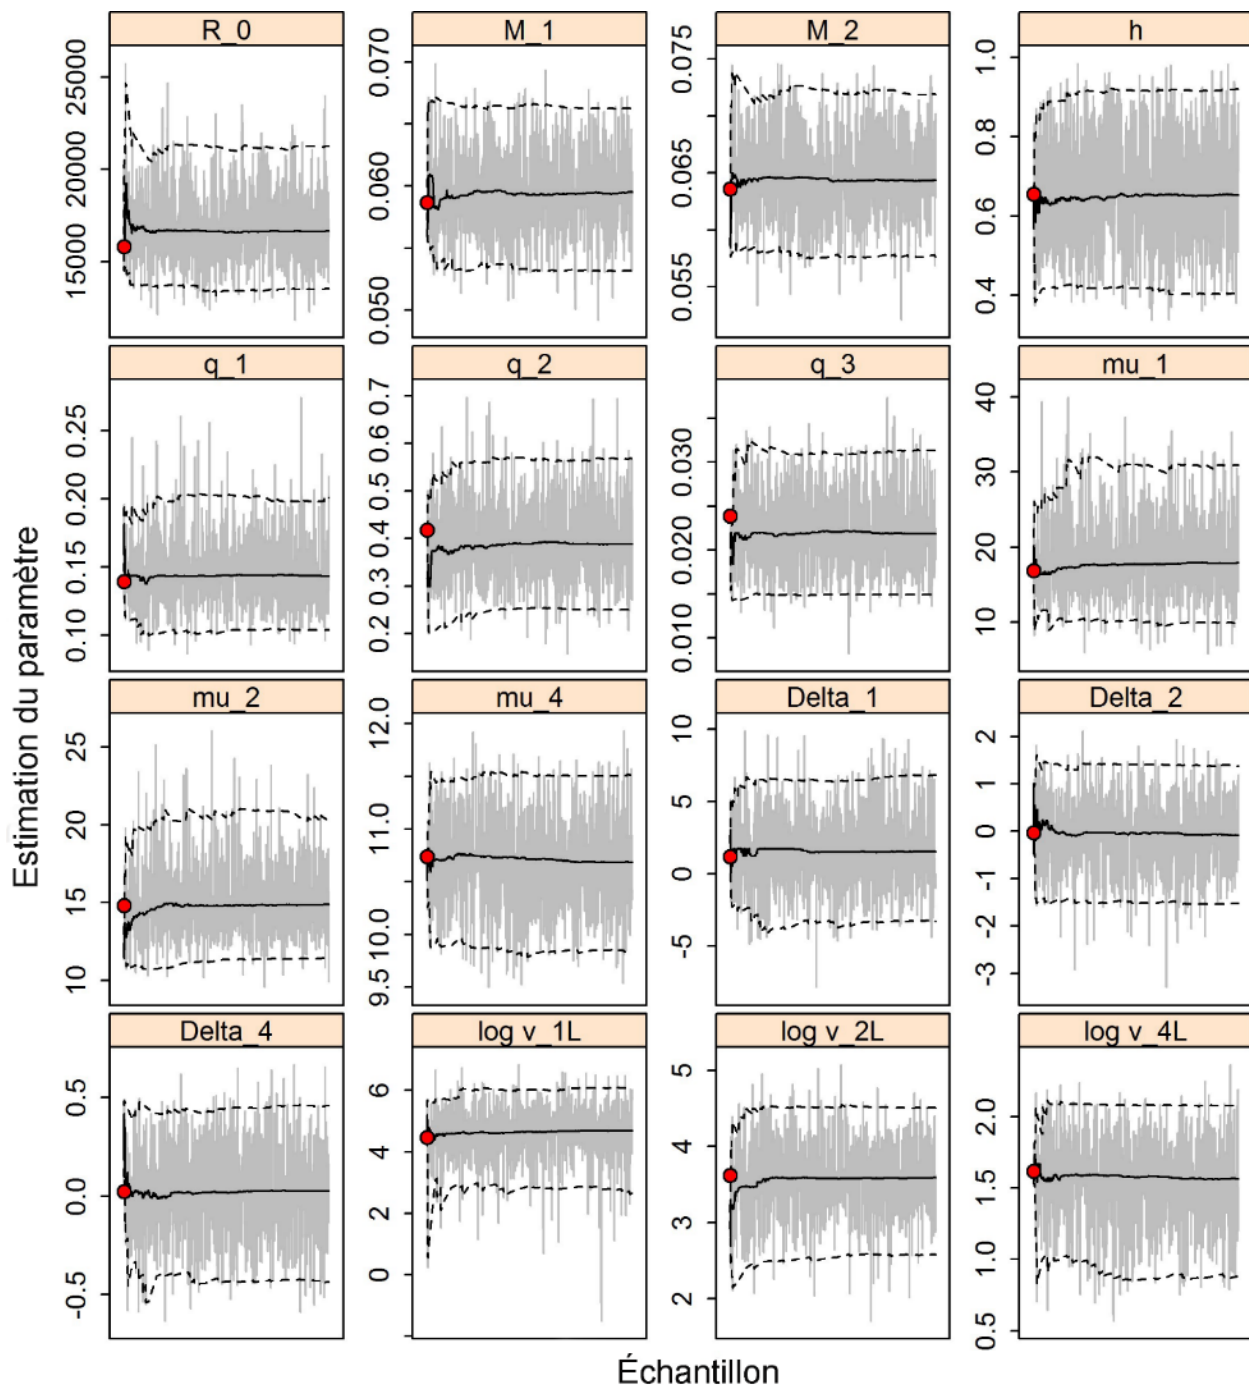 R_0 M_1 M_2 h
25000 20000 15000
0.070 0.060 0.050
0.075 0.065 0.055
1.0 0.8 0.6 0.4
q_1 q_2 q_3 mu_1
0.25 0.20 0.15 0.10
0.7 0.6 0.5 0.4 0.3 0.2
0.030 0.020 0.010
40 30 20 10
Estimation du paramètre
mu_2 mu_4 Delta_1 Delta_2
25 20 15 10
12.0 11.0 10.0 9.5
10 5 0 -5
2 1 0 -1 -2 -3
Delta_4 log v_1L log v_2L log v_4L
0.5 0.0 -0.5
6 4 2 0
5 4 3 2
2.0 1.5 1.0 0.5
Échantillon